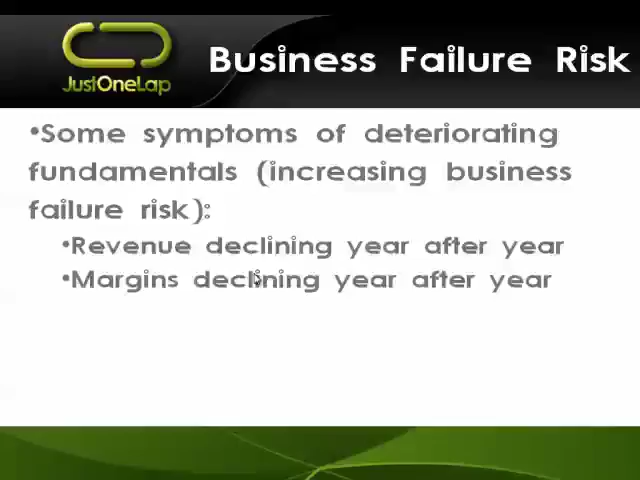 JustOneLap
Business Failure Risk
•Some symptoms of deteriorating
fundamentals (increasing business
failure risk):
•Revenue declining year after year
•Margins declining year after year